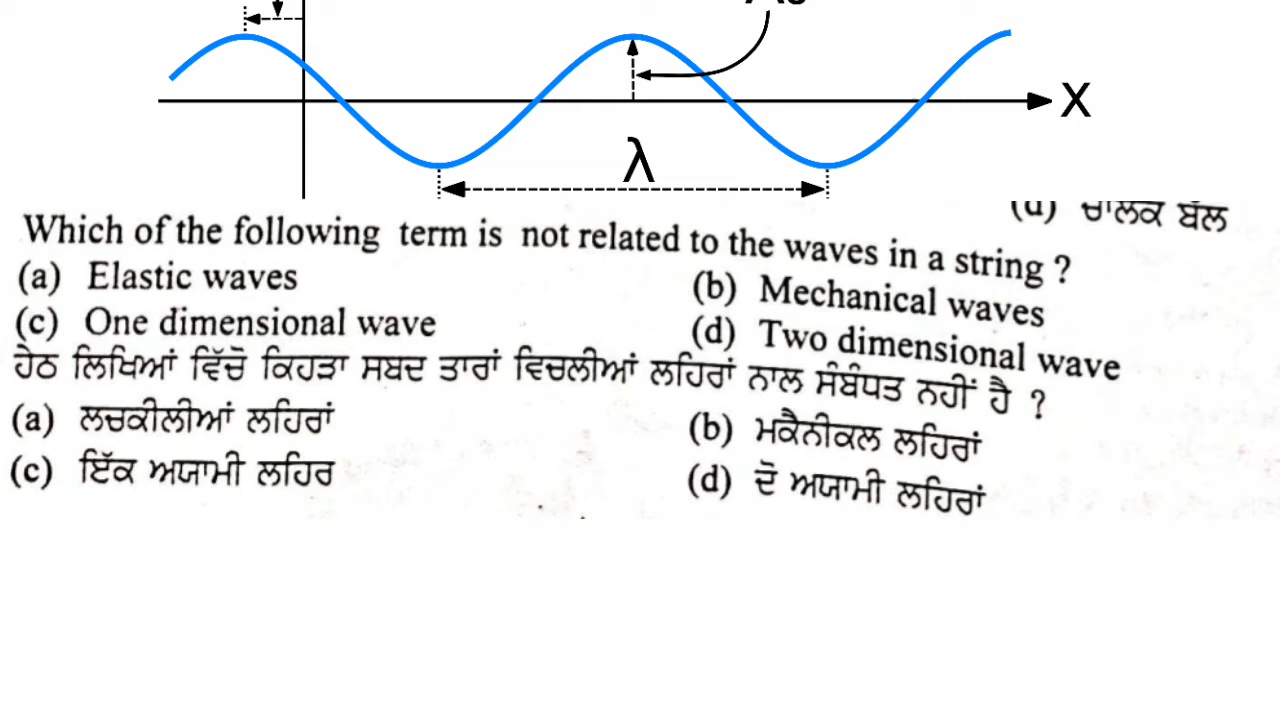 X
λ
(d) ਚਾਲਕ ਬਲ
Which of the following term is not related to the waves in a string ?
(a) Elastic waves
(b) Mechanical waves
(c) One dimensional wave
(d) Two dimensional wave
ਹੇਠ ਲਿਖਿਆਂ ਵਿੱਚੋ ਕਿਹੜਾ ਸਬਦ ਤਾਰਾਂ ਵਿਚਲੀਆਂ ਲਹਿਰਾਂ ਨਾਲ ਸੰਬੰਧਤ ਨਹੀਂ ਹੈ ?
(a) ਲਚਕੀਲੀਆਂ ਲਹਿਰਾਂ
(b) ਮਕੈਨੀਕਲ ਲਹਿਰਾਂ
(c) ਇੱਕ ਅਯਾਮੀ ਲਹਿਰ
(d) ਦੋ ਅਯਾਮੀ ਲਹਿਰਾਂ